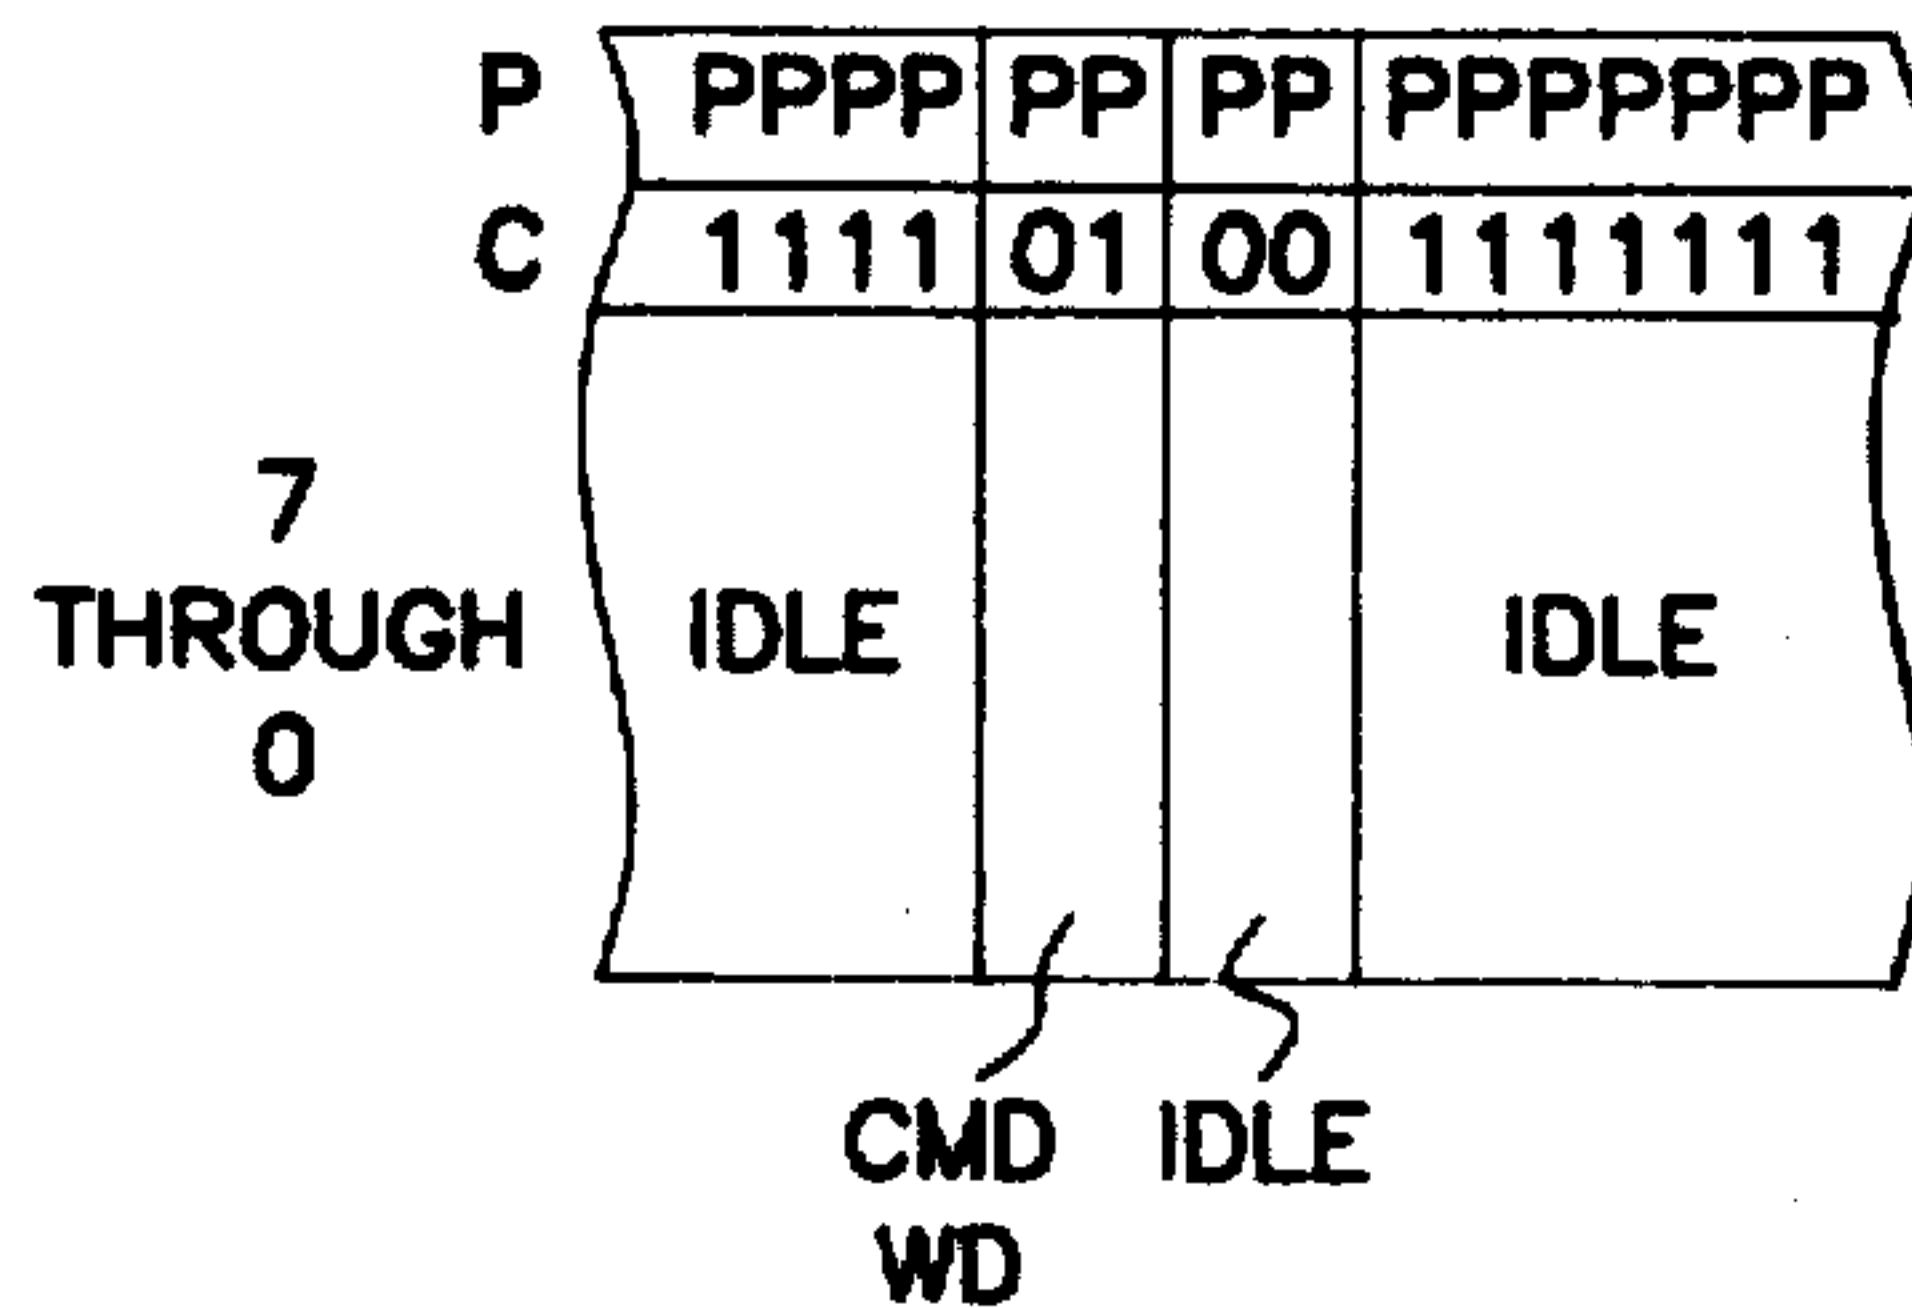 P PPPP PP PP PPPPPPP
C 1111 01 00 1111111
7
THROUGH IDLE IDLE
0
CMD IDLE
WD